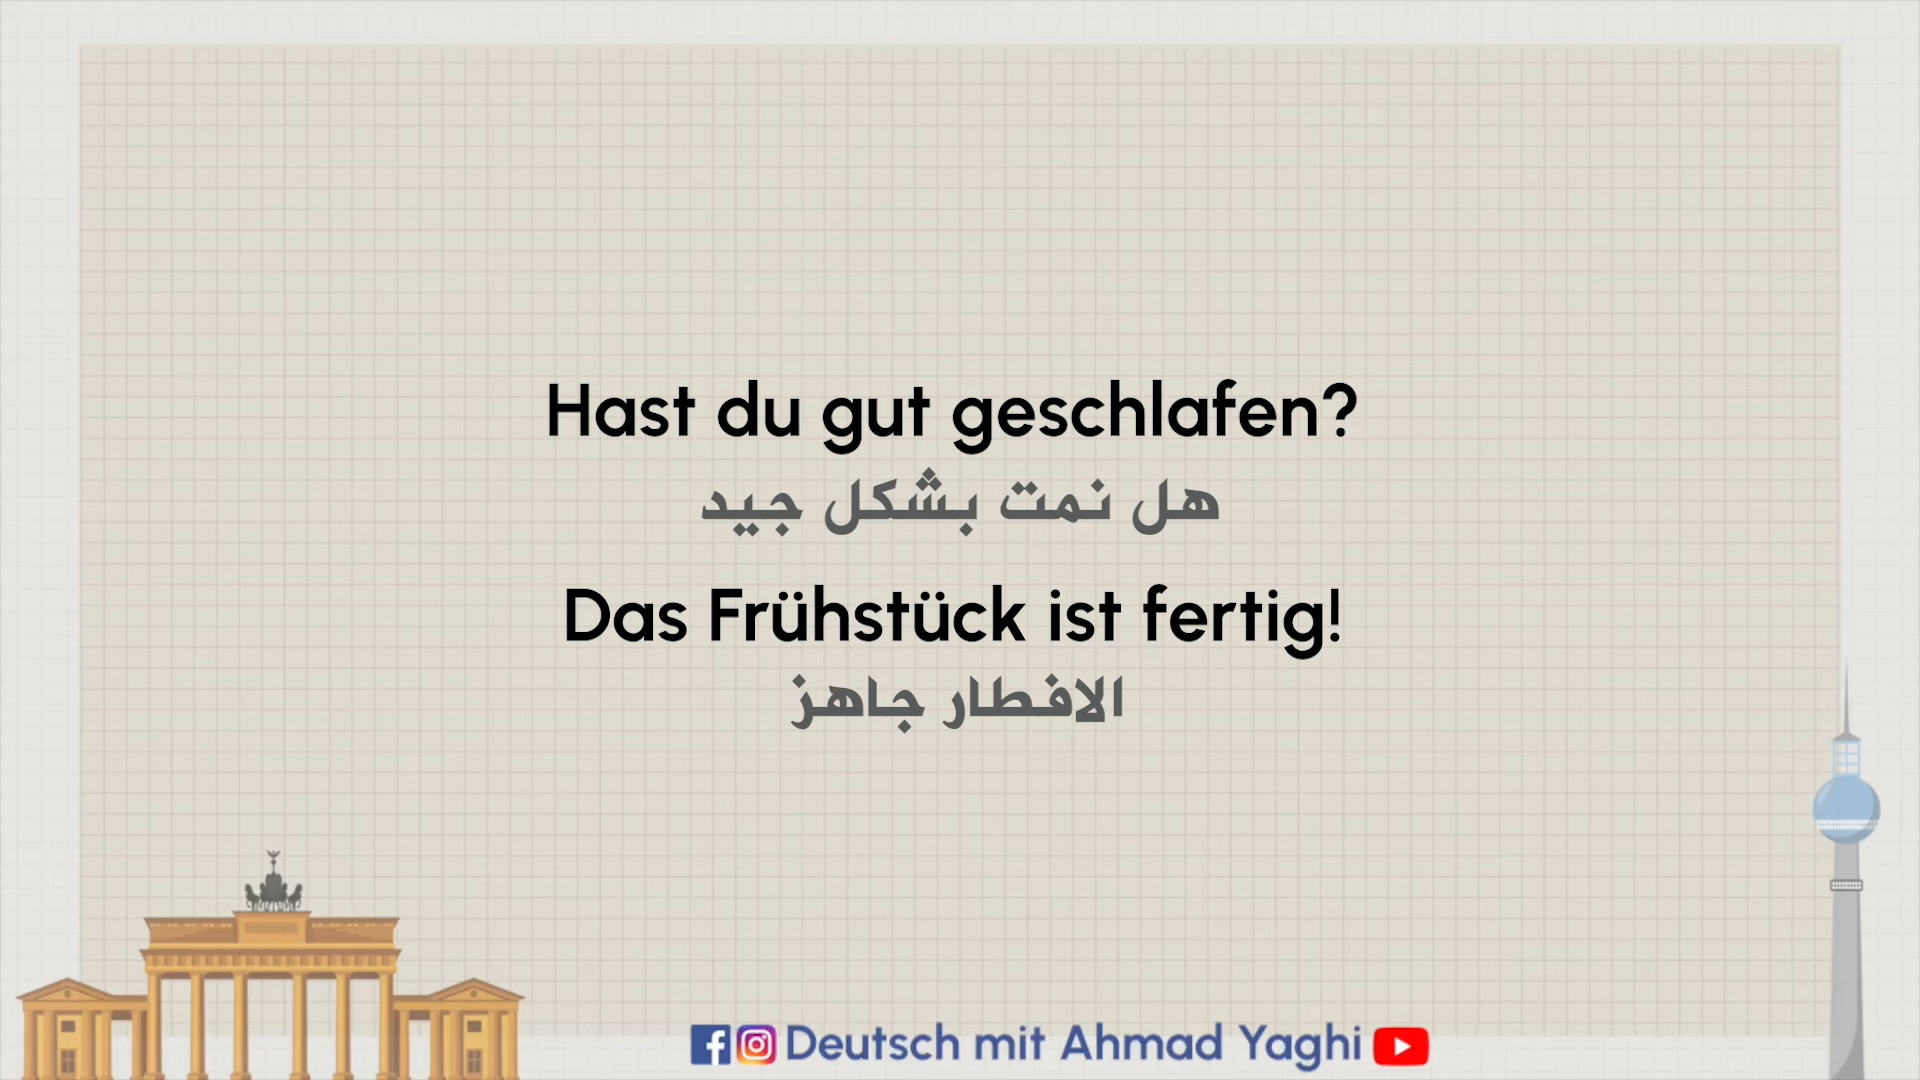 Hast du gut geschlafen?
هل نمت بشكل جيد
Das Frühstück ist fertig!
الافطار جاهز
Deutsch mit Ahmad Yaghi